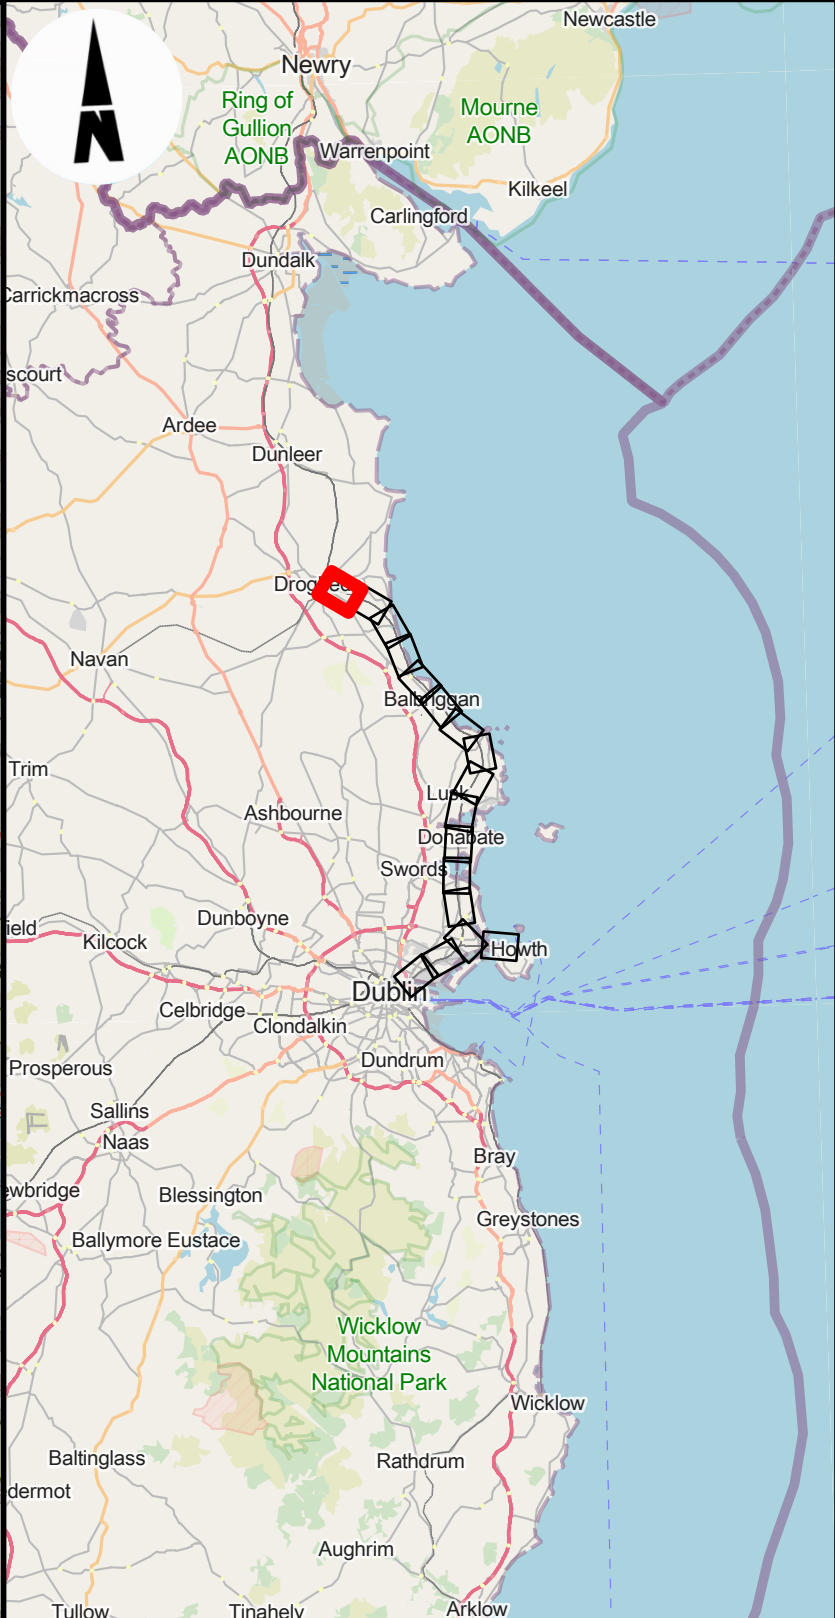 Newcastle
Newry
N
Ring of
Gullion
AONB
Mourne
AONB
Warrenpoint
Kilkeel
Carlingford
Dundalk
Carrickmacross
scourt
Ardee
Dunleer
Navan
Balbriggan
Trim
Lusk
Ashbourne
Donabate
Swords
Dunboyne
ield
Kilcock
Howth
Dublin
Celbridge
Clondalkin
Dundrum
Prosperous
Sallins
Naas
Bray
ewbridge
Blessington
Greystones
Ballymore Eustace
Wicklow
Mountains
National Park
Wicklow
Baltinglass
Rathdrum
dermot
Aughrim
Tullow
Tinahely
Arklow